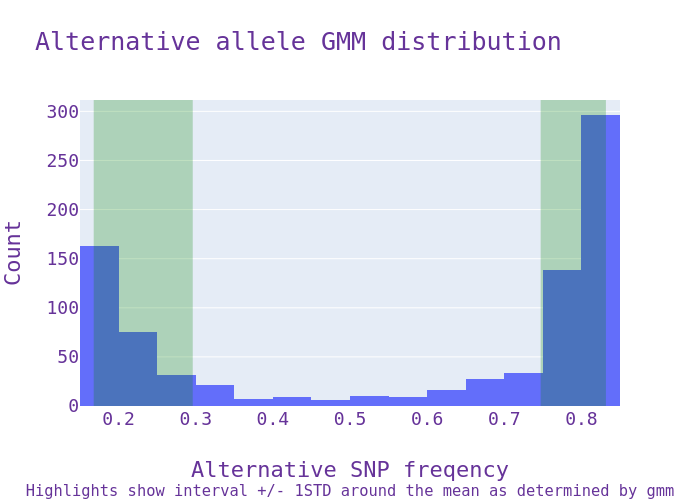 Alternative allele GMM distribution
Count
300
250
200
150
100
50
0
0.2 0.3 0.4 0.5 0.6 0.7 0.8
Alternative SNP freqency
Highlights show interval +/- 1STD around the mean as determined by gmm